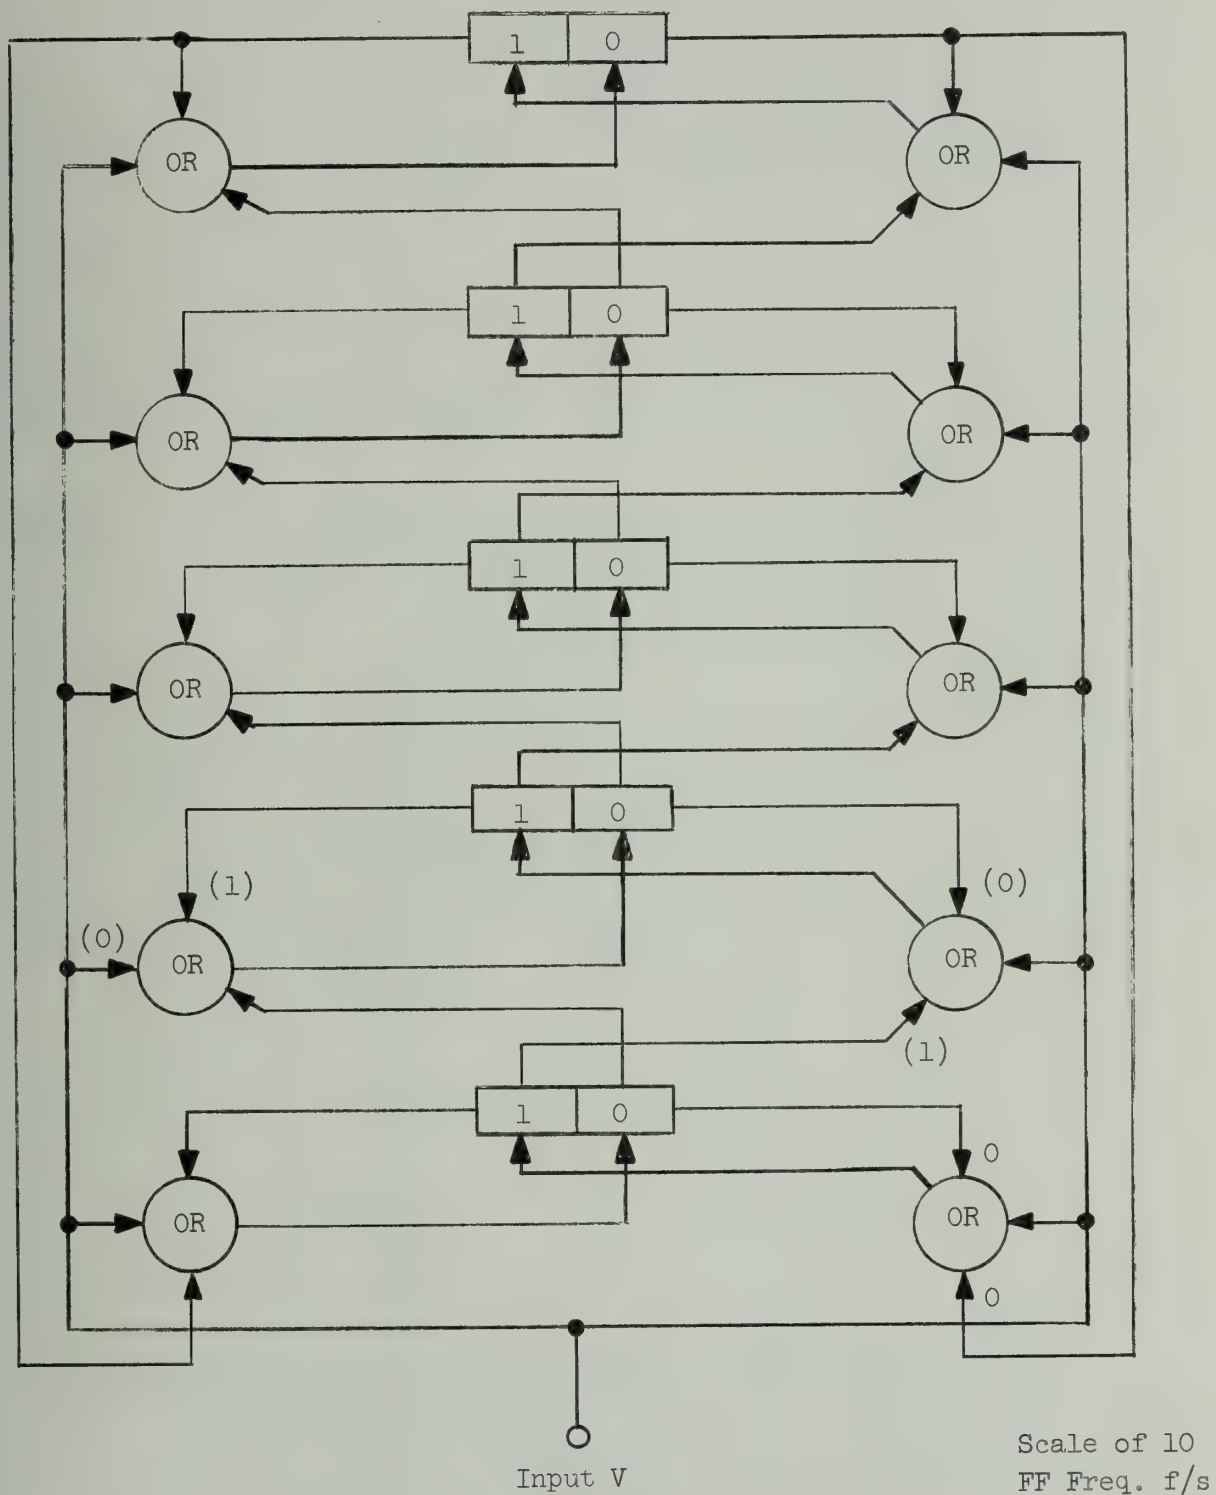 1 0
OR OR
1 0
OR OR
1 0
OR OR
1 0
(1) (0)
(0)
OR OR
(1)
1 0
0
OR OR
0
Input V
Scale of 10
FF Freq. f/s